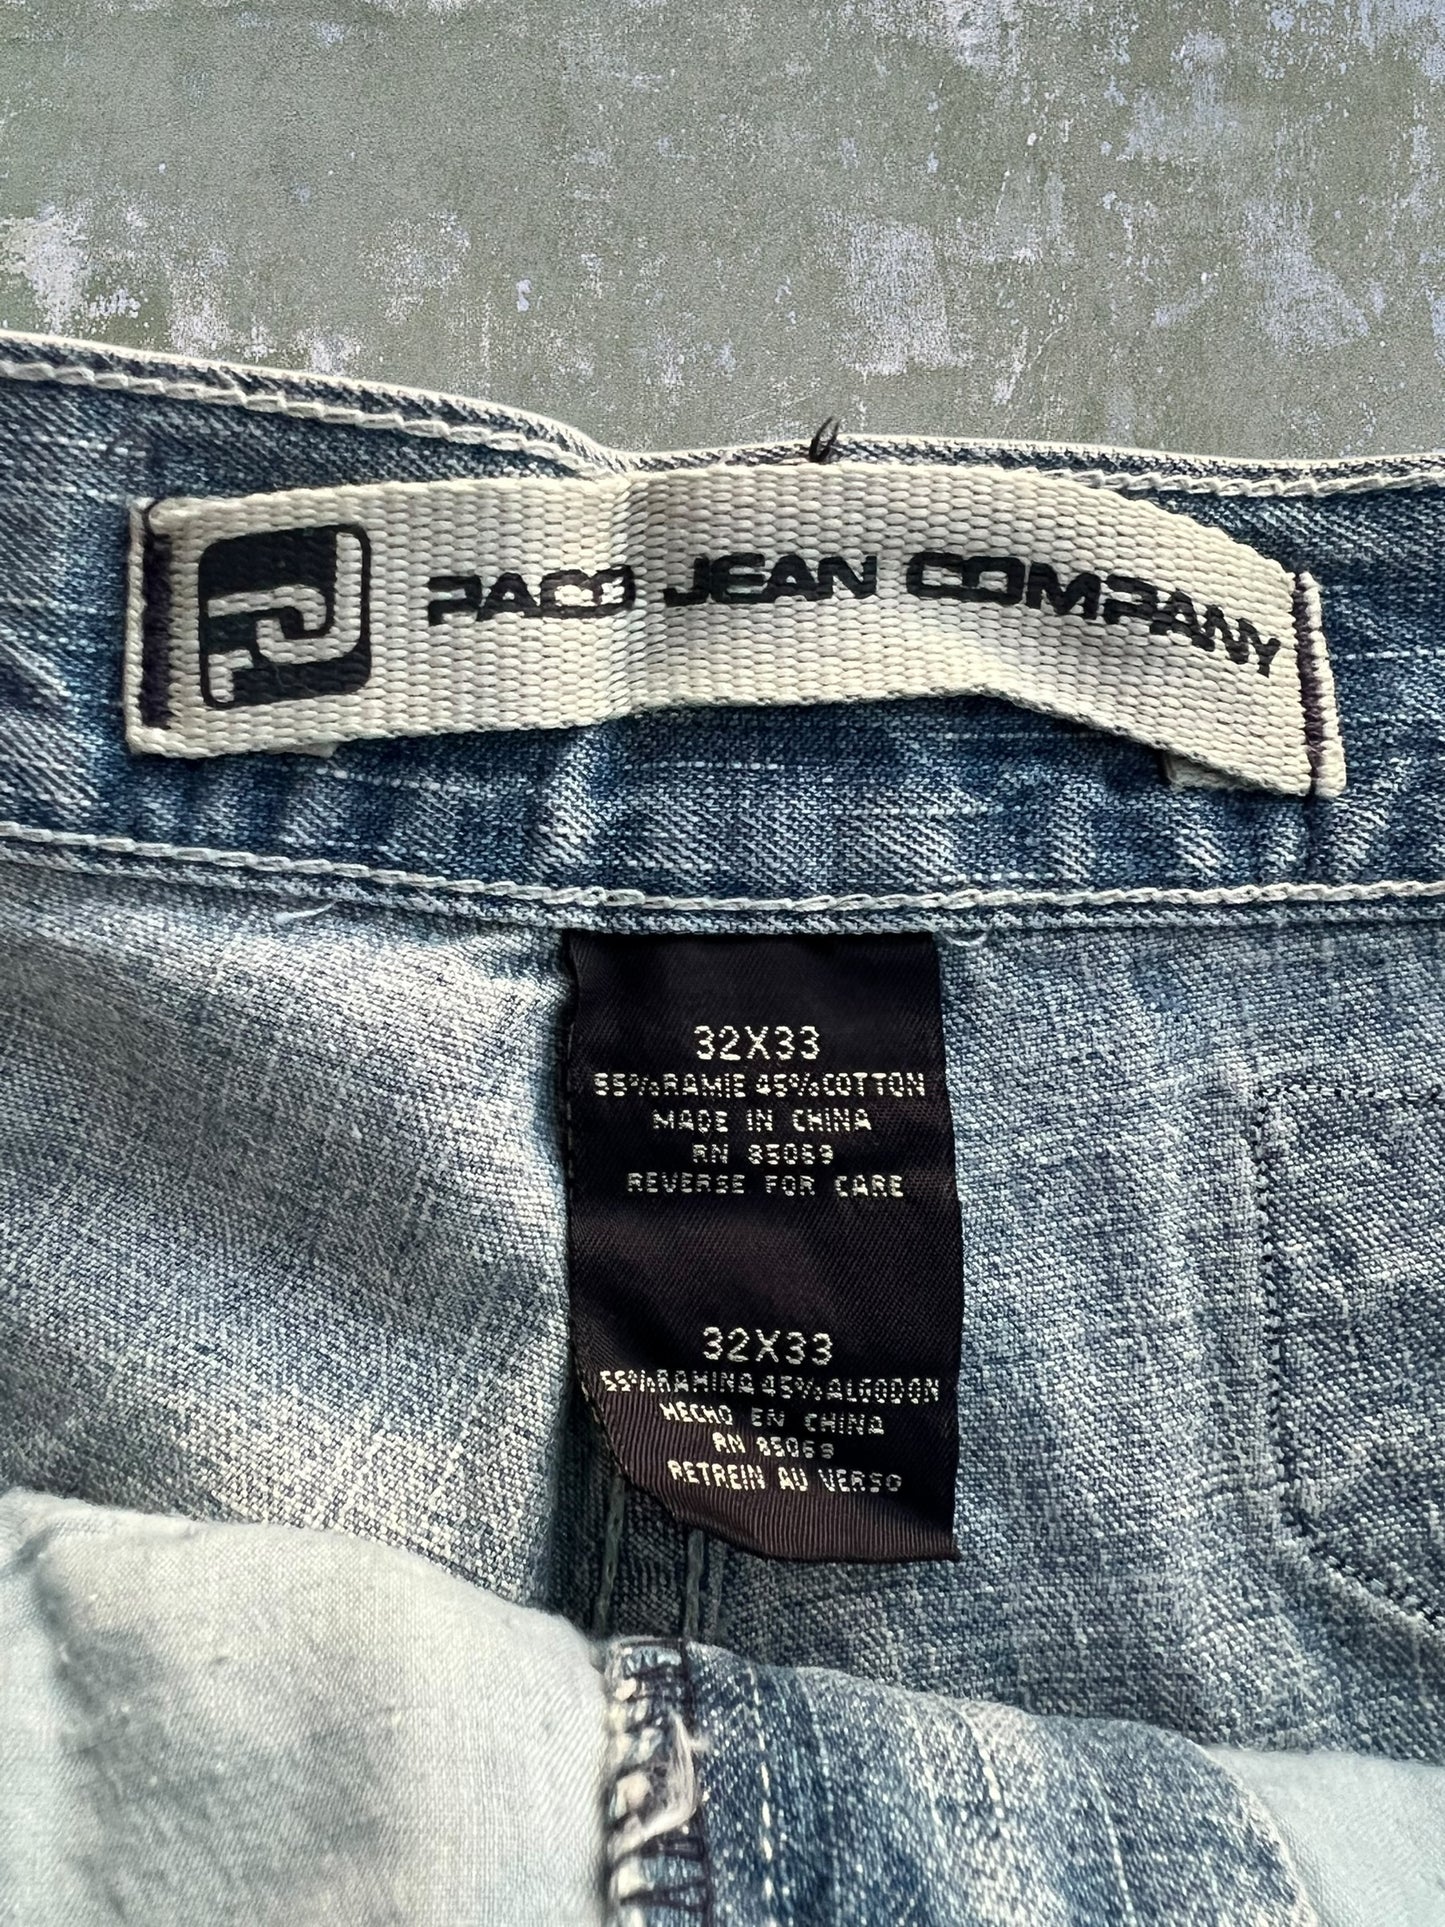 PJ
PACO JEAN COMPANY
32X33
55%RAMIE 45%COTTON
MADE IN CHINA
RN 85069
REVERSE FOR CARE
32X33
55%RAMINA 45%ALGODON
HECHO EN CHINA
RN 85069
RETREIN AU VERSO